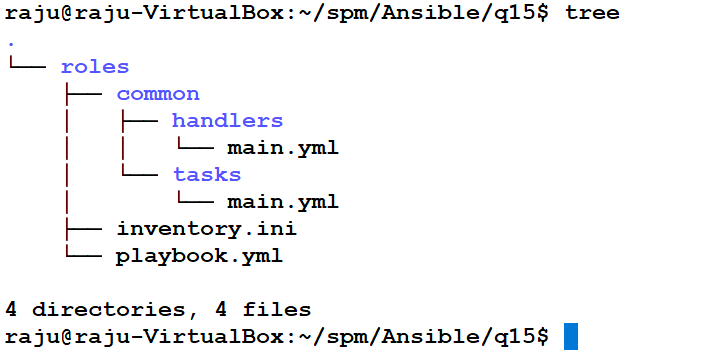 raju@raju-VirtualBox:~/spm/Ansible/q15$ tree
.
└── roles
    ├── common
    │   ├── handlers
    │   │   └── main.yml
    │   └── tasks
    │       └── main.yml
    ├── inventory.ini
    └── playbook.yml

4 directories, 4 files
raju@raju-VirtualBox:~/spm/Ansible/q15$